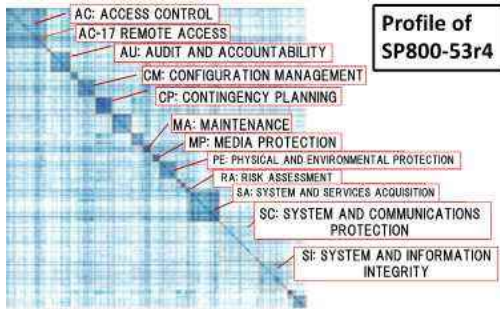 AC: ACCESS CONTROL
Profile of
SP800-53r4
AC-17 REMOTE ACCESS
AU: AUDIT AND ACCOUNTABILITY
CM: CONFIGURATION MANAGEMENT
CP: CONTINGENCY PLANNING
MA: MAINTENANCE
MP: MEDIA PROTECTION
PE: PHYSICAL AND ENVIRONMENTAL PROTECTION
RA: RISK ASSESSMENT
SA: SYSTEM AND SERVICES ACQUISITION
SC: SYSTEM AND COMMUNICATIONS
PROTECTION
SI: SYSTEM AND INFORMATION
INTEGRITY